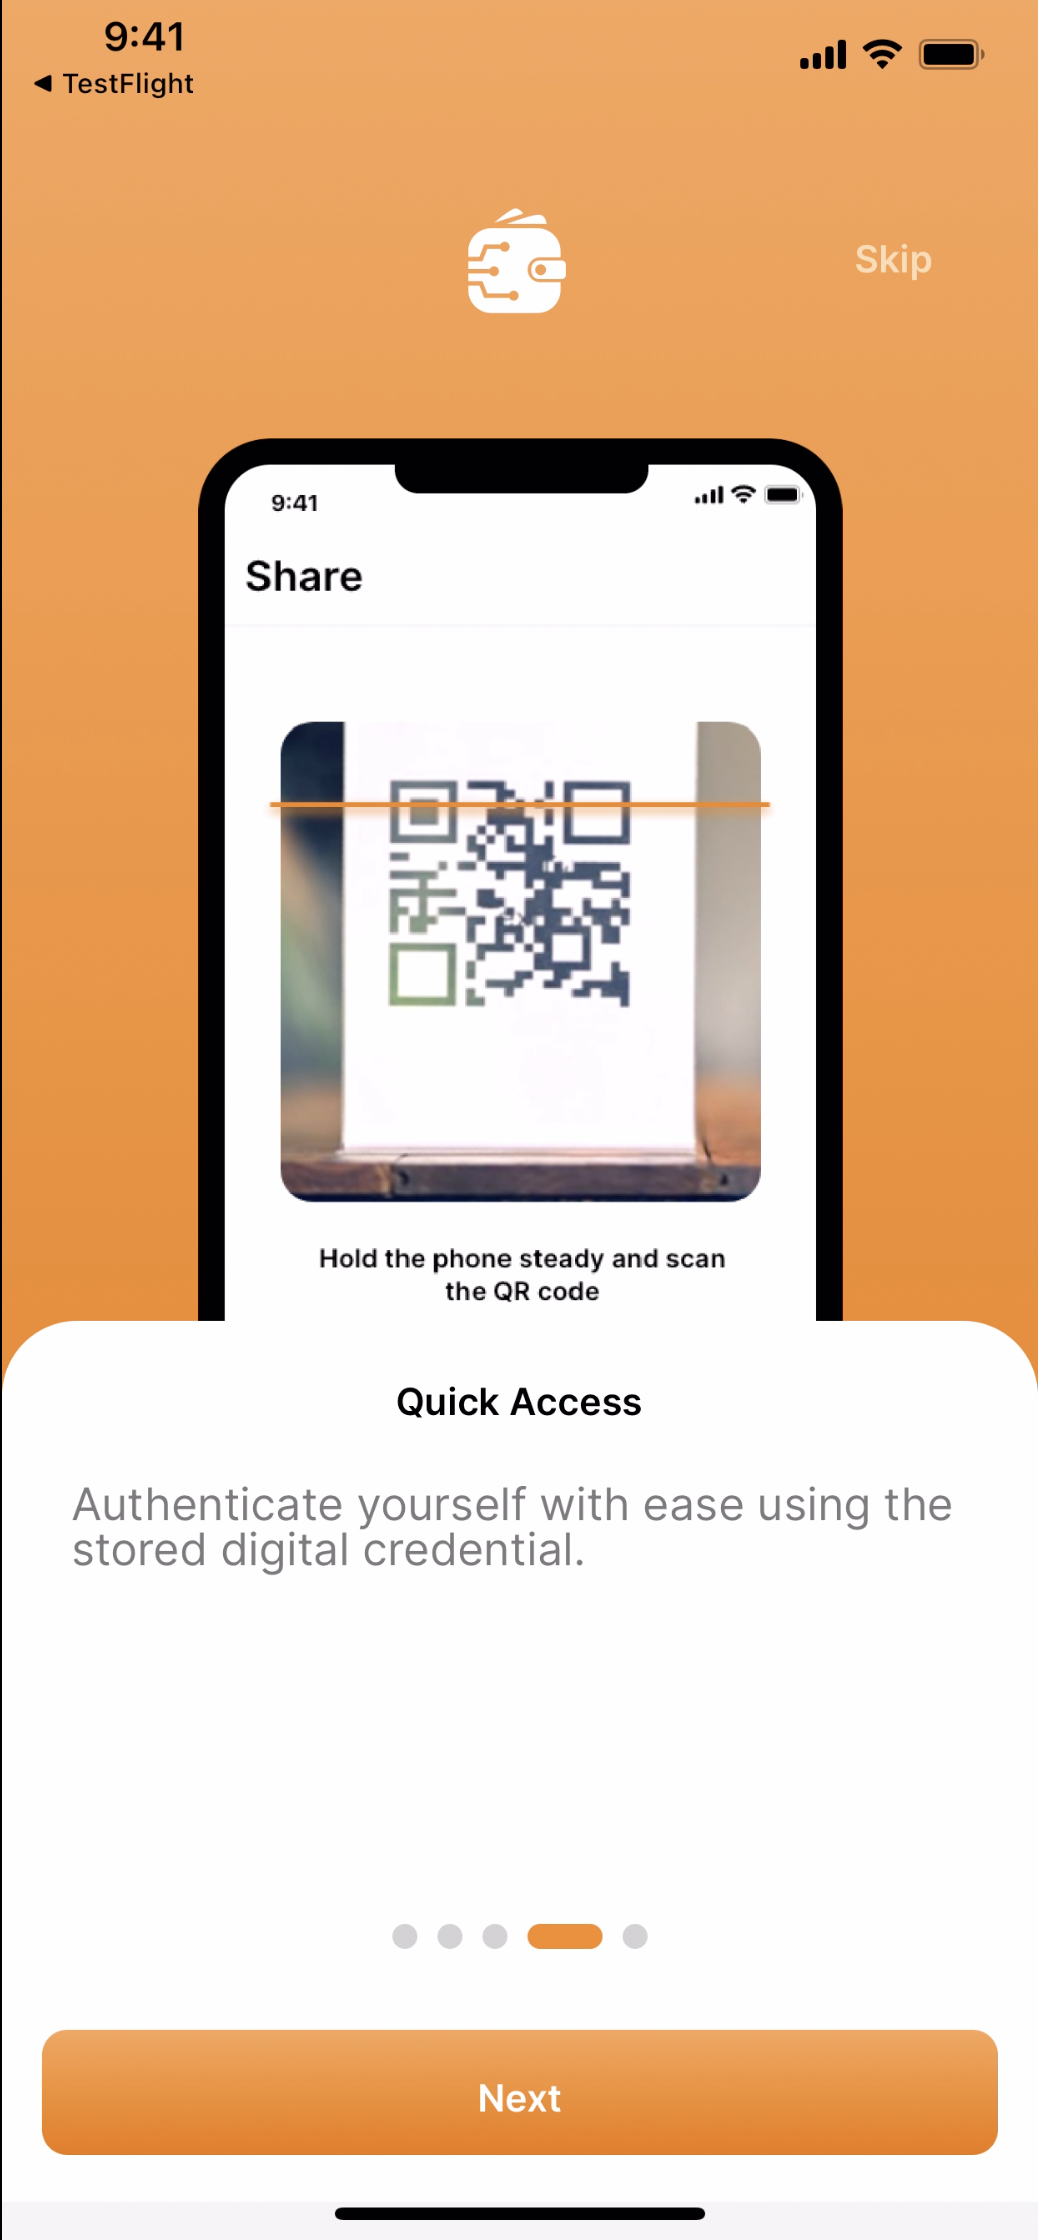 9:41
◀ TestFlight
Skip
9:41
Share
Hold the phone steady and scan
the QR code
Quick Access
Authenticate yourself with ease using the
stored digital credential.
Next